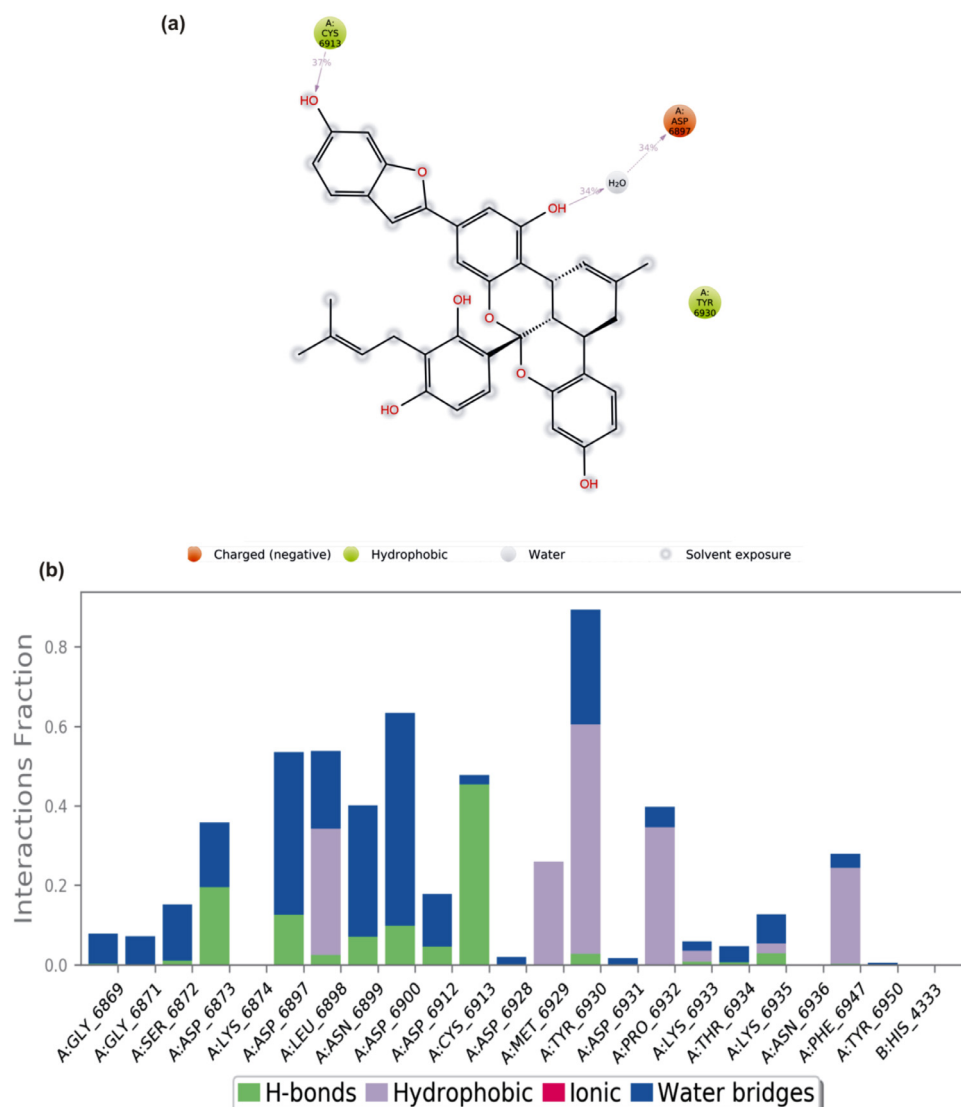 (a)
A:
CYS
6913
37%
HO
A:
ASP
6897
34%
H₂O
34%
O
OH
A:
TYR
6930
OH
O
O
HO
OH
Charged (negative) Hydrophobic Water Solvent exposure
(b)
Interactions Fraction
0.8
0.6
0.4
0.2
0.0
A:GLY_6869
A:GLY_6871
A:SER_6872
A:ASP_6873
A:LYS_6874
A:ASP_6897
A:LEU_6898
A:ASN_6899
A:ASP_6900
A:ASP_6912
A:CYS_6913
A:ASP_6928
A:MET_6929
A:TYR_6930
A:ASP_6931
A:PRO_6932
A:LYS_6933
A:THR_6934
A:LYS_6935
A:ASN_6936
A:PHE_6947
A:TYR_6950
B:HIS_4333
H-bonds Hydrophobic Ionic Water bridges